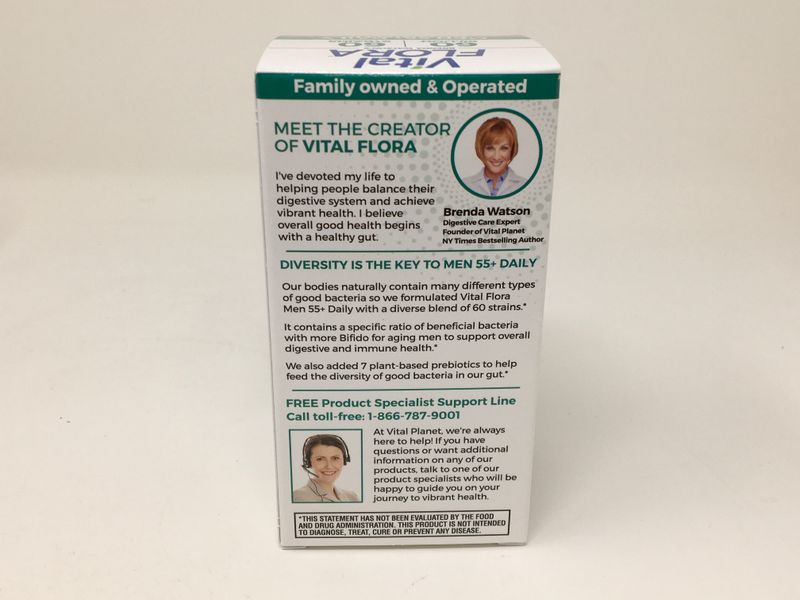 Vital
FLORA
60 60
Family owned & Operated
MEET THE CREATOR
OF VITAL FLORA
I've devoted my life to
helping people balance their
digestive system and achieve
vibrant health. I believe
overall good health begins
with a healthy gut.
Brenda Watson
Digestive Care Expert
Founder of Vital Planet
NY Times Bestselling Author
DIVERSITY IS THE KEY TO MEN 55+ DAILY
Our bodies naturally contain many different types
of good bacteria so we formulated Vital Flora
Men 55+ Daily with a diverse blend of 60 strains.*
It contains a specific ratio of beneficial bacteria
with more Bifido for aging men to support overall
digestive and immune health.*
We also added 7 plant-based prebiotics to help
feed the diversity of good bacteria in our gut.*
FREE Product Specialist Support Line
Call toll-free: 1-866-787-9001
At Vital Planet, we're always
here to help! If you have
questions or want additional
information on any of our
products, talk to one of our
product specialists who will be
happy to guide you on your
journey to vibrant health.
*THIS STATEMENT HAS NOT BEEN EVALUATED BY THE FOOD
AND DRUG ADMINISTRATION. THIS PRODUCT IS NOT INTENDED
TO DIAGNOSE, TREAT, CURE OR PREVENT ANY DISEASE.